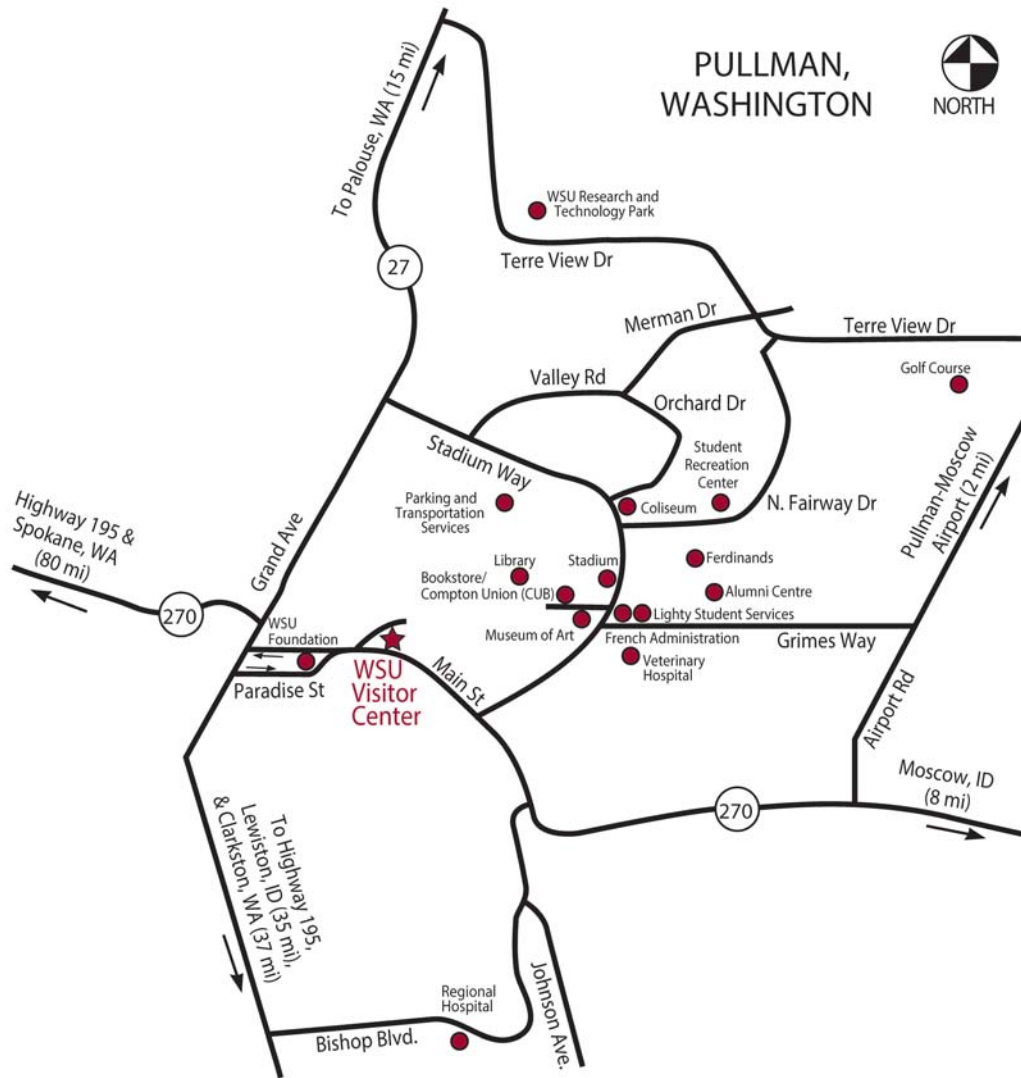 PULLMAN,
WASHINGTON
NORTH
To Palouse, WA (15 mi)
WSU Research and
Technology Park
27
Terre View Dr
Merman Dr
Terre View Dr
Golf Course
Valley Rd
Orchard Dr
Stadium Way
Student
Recreation
Center
Parking and
Transportation
Services
Coliseum
N. Fairway Dr
Pullman-Moscow
Airport (2 mi)
Highway 195 &
Spokane, WA
(80 mi)
Grand Ave
Library
Stadium
Ferdinands
Bookstore/
Compton Union (CUB)
Alumni Centre
270
WSU
Foundation
Museum of Art
Lighty Student Services
French Administration
Grimes Way
Veterinary
Hospital
Paradise St
WSU
Visitor
Center
Main St
Airport Rd
Moscow, ID
(8 mi)
270
To Highway 195,
Lewiston, ID (35 mi),
& Clarkston, WA (37 mi)
Regional
Hospital
Johnson Ave.
Bishop Blvd.